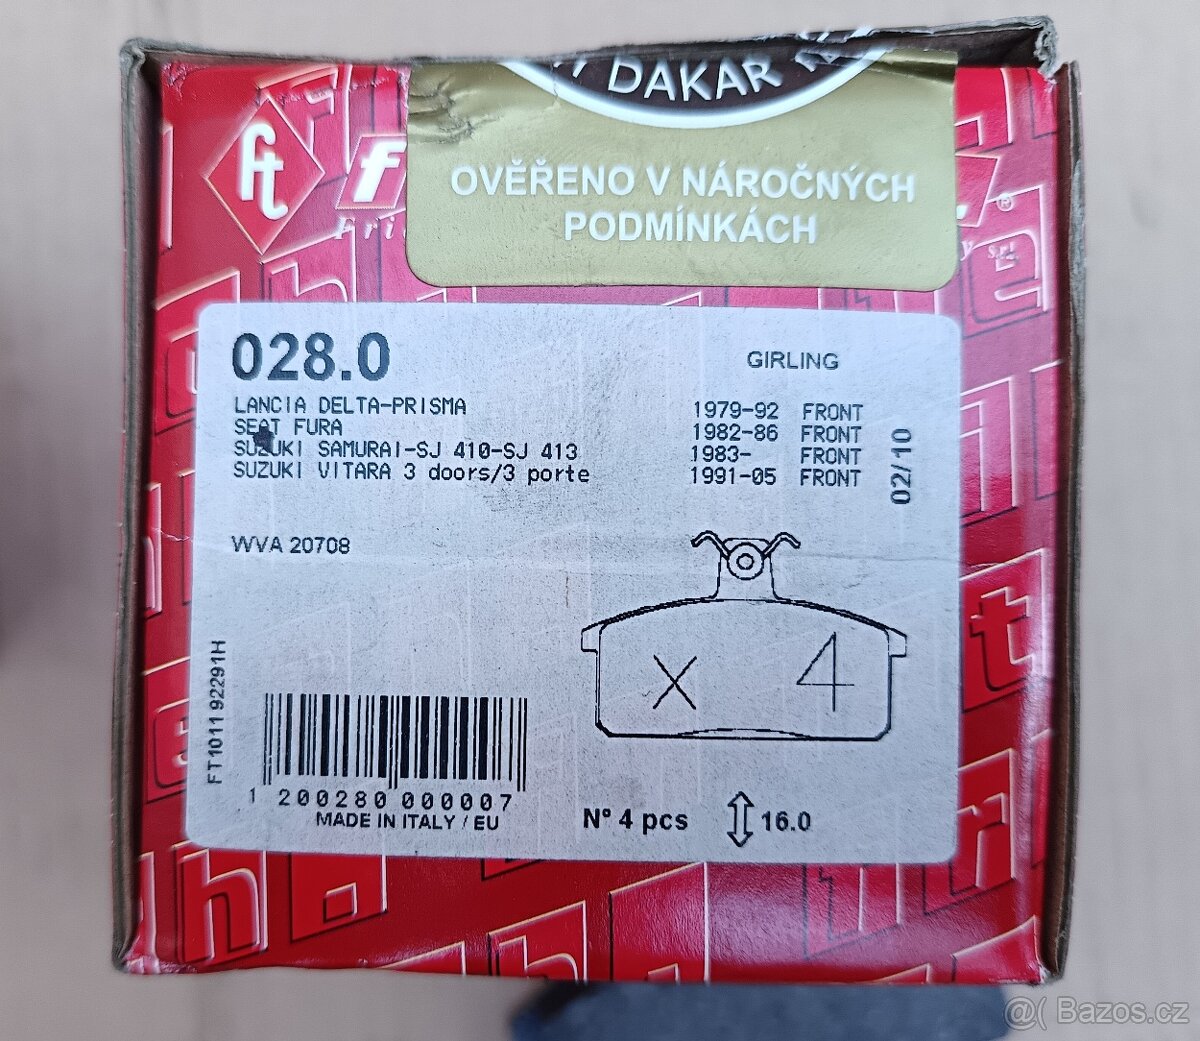 DAKAR
OVĚŘENO V NÁROČNÝCH
PODMÍNKÁCH
ft
®
028.0
GIRLING
LANCIA DELTA-PRISMA 1979-92 FRONT
SEAT FURA 1982-86 FRONT
SUZUKI SAMURAI-SJ 410-SJ 413 1983- FRONT
SUZUKI VITARA 3 doors/3 porte 1991-05 FRONT
02/10
WVA 20708
X 4
FT1011 92291H
1 200280 000007
MADE IN ITALY / EU
N° 4 pcs
16.0
@( Bazos.cz